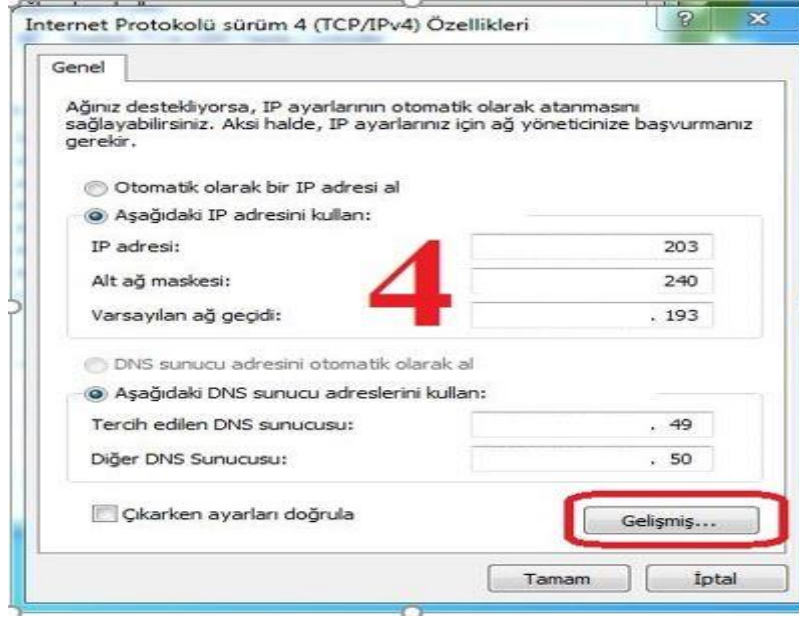 Internet Protokolü sürüm 4 (TCP/IPv4) Özellikleri
Genel
Ağınız destekliyorsa, IP ayarlarının otomatik olarak atanmasını
sağlayabilirsiniz. Aksi halde, IP ayarlarınız için ağ yöneticinize başvurmanız
gerekir.
Otomatik olarak bir IP adresi al
Aşağıdaki IP adresini kullan:
IP adresi: 203
Alt ağ maskesi: 240
Varsayılan ağ geçidi: . 193
4
DNS sunucu adresini otomatik olarak al
Aşağıdaki DNS sunucu adreslerini kullan:
Tercih edilen DNS sunucusu: . 49
Diğer DNS Sunucusu: . 50
Çıkarken ayarları doğrula
Gelişmiş...
Tamam İptal